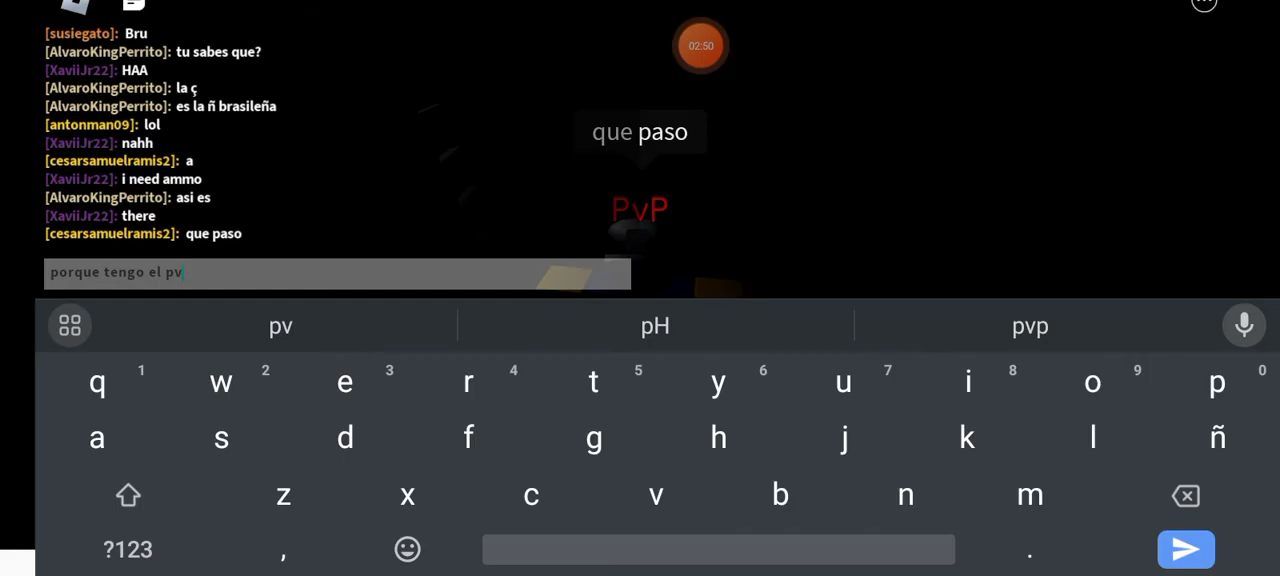 [susiegato]: Bru
02:50
[AlvaroKingPerrito]: tu sabes que?
[XaviiJr22]: HAA
[AlvaroKingPerrito]: la ç
[AlvaroKingPerrito]: es la ñ brasileña
[antonman09]: lol
[XaviiJr22]: nahh
[cesarsamuelramis2]: a
[XaviiJr22]: i need ammo
[AlvaroKingPerrito]: asi es
[XaviiJr22]: there
[cesarsamuelramis2]: que paso
que paso
PvP
porque tengo el pv
pv pH pvp
1 2 3 4 5 6 7 8 9 0
q w e r t y u i o p
a s d f g h j k l ñ
z x c v b n m
?123 , .